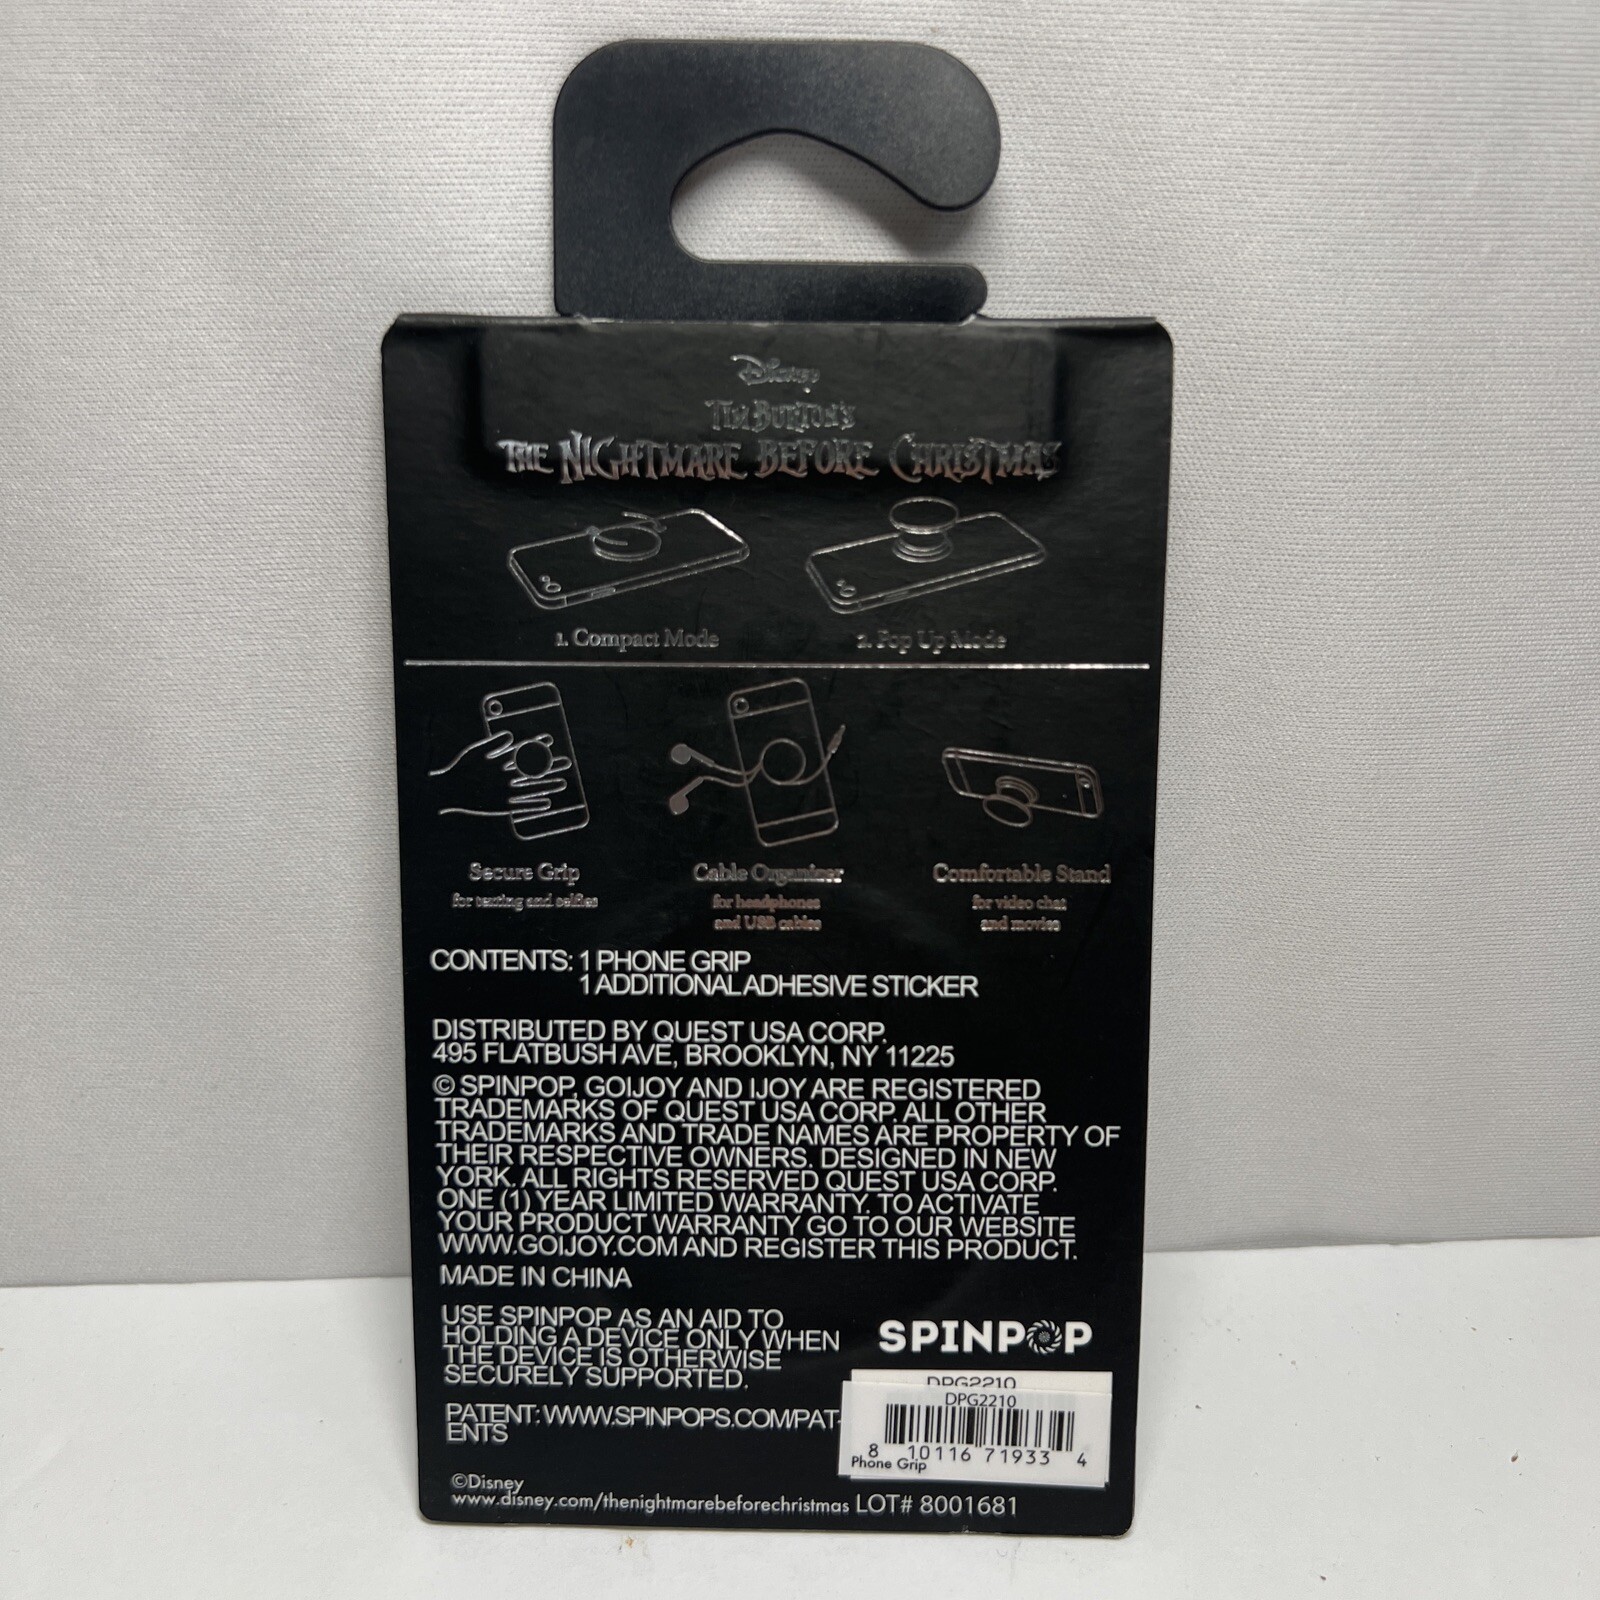 Disney
TIM BURTON'S
THE NIGHTMARE BEFORE CHRISTMAS
1. Compact Mode
2. Pop Up Mode
Secure Grip
for texting and selfies
Cable Organizer
for headphones
and USB cables
Comfortable Stand
for video chat
and movies
CONTENTS: 1 PHONE GRIP
1 ADDITIONAL ADHESIVE STICKER
DISTRIBUTED BY QUEST USA CORP.
495 FLATBUSH AVE, BROOKLYN, NY 11225
© SPINPOP, GOIJOY AND IJOY ARE REGISTERED
TRADEMARKS OF QUEST USA CORP. ALL OTHER
TRADEMARKS AND TRADE NAMES ARE PROPERTY OF
THEIR RESPECTIVE OWNERS. DESIGNED IN NEW
YORK. ALL RIGHTS RESERVED QUEST USA CORP.
ONE (1) YEAR LIMITED WARRANTY. TO ACTIVATE
YOUR PRODUCT WARRANTY GO TO OUR WEBSITE
WWW.GOIJOY.COM AND REGISTER THIS PRODUCT.
MADE IN CHINA
USE SPINPOP AS AN AID TO
HOLDING A DEVICE ONLY WHEN
THE DEVICE IS OTHERWISE
SECURELY SUPPORTED.
PATENT: WWW.SPINPOPS.COM/PAT-
ENTS
SPINPOP
DPG2210
DPG2210
8 10116 71933 4
Phone Grip
©Disney
www.disney.com/thenightmarebeforechristmas LOT# 8001681